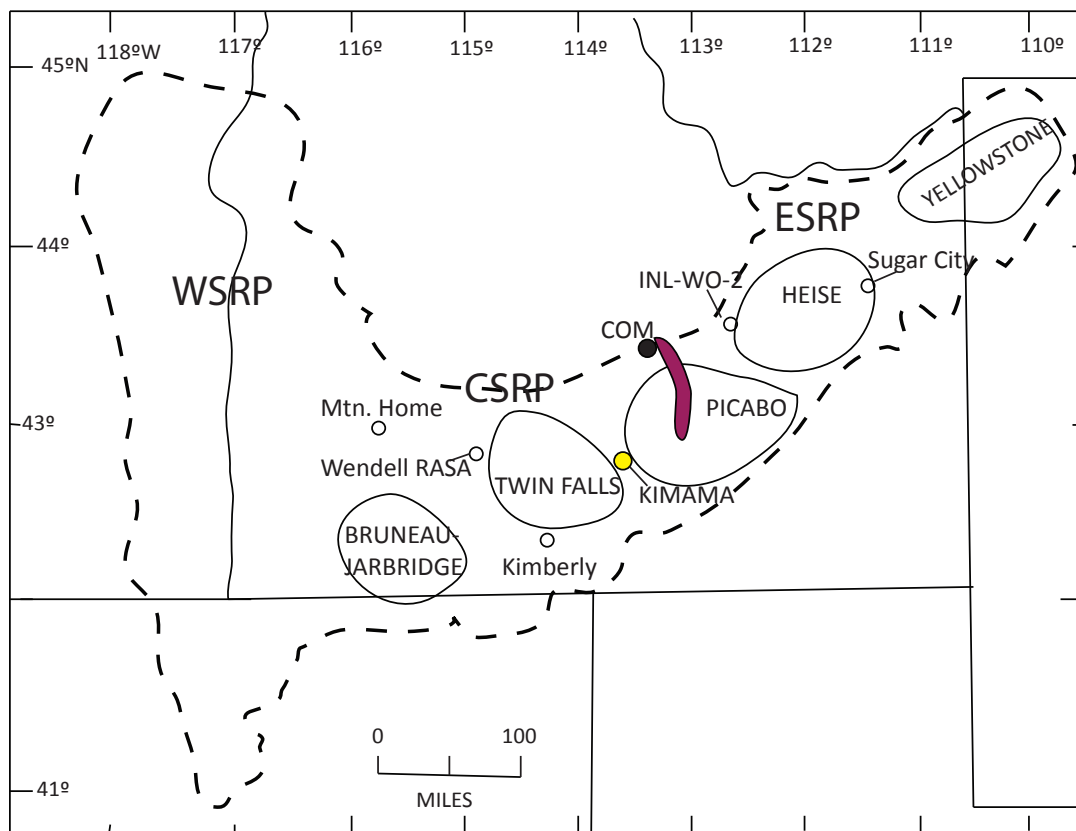 118ºW
117º
116º
115º
114º
113º
112º
111º
110º
45ºN
YELLOWSTONE
ESRP
44º
Sugar City
INL-WO-2
HEISE
WSRP
COM
CSRP
Mtn. Home
PICABO
43º
Wendell RASA
TWIN FALLS
KIMAMA
BRUNEAU-
JARBRIDGE
Kimberly
0
100
MILES
41º